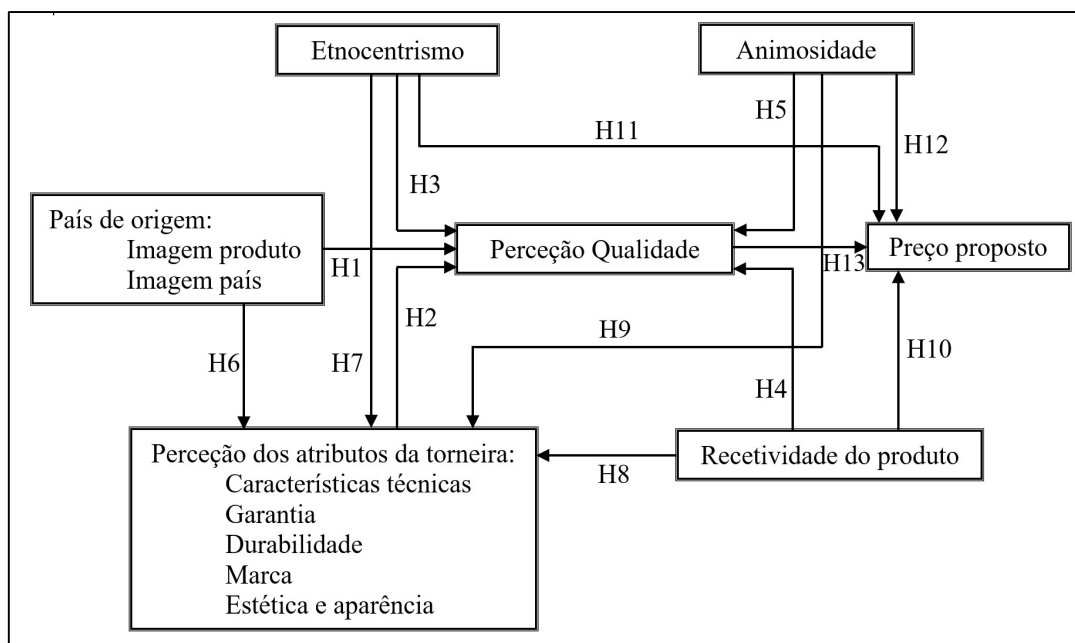 Etnocentrismo
Animosidade
H5
H11
H12
H3
País de origem:
Imagem produto
Imagem país
H1
Perceção Qualidade
H13
Preço proposto
H2
H9
H6
H7
H4
H10
Perceção dos atributos da torneira:
Características técnicas
Garantia
Durabilidade
Marca
Estética e aparência
H8
Recetividade do produto